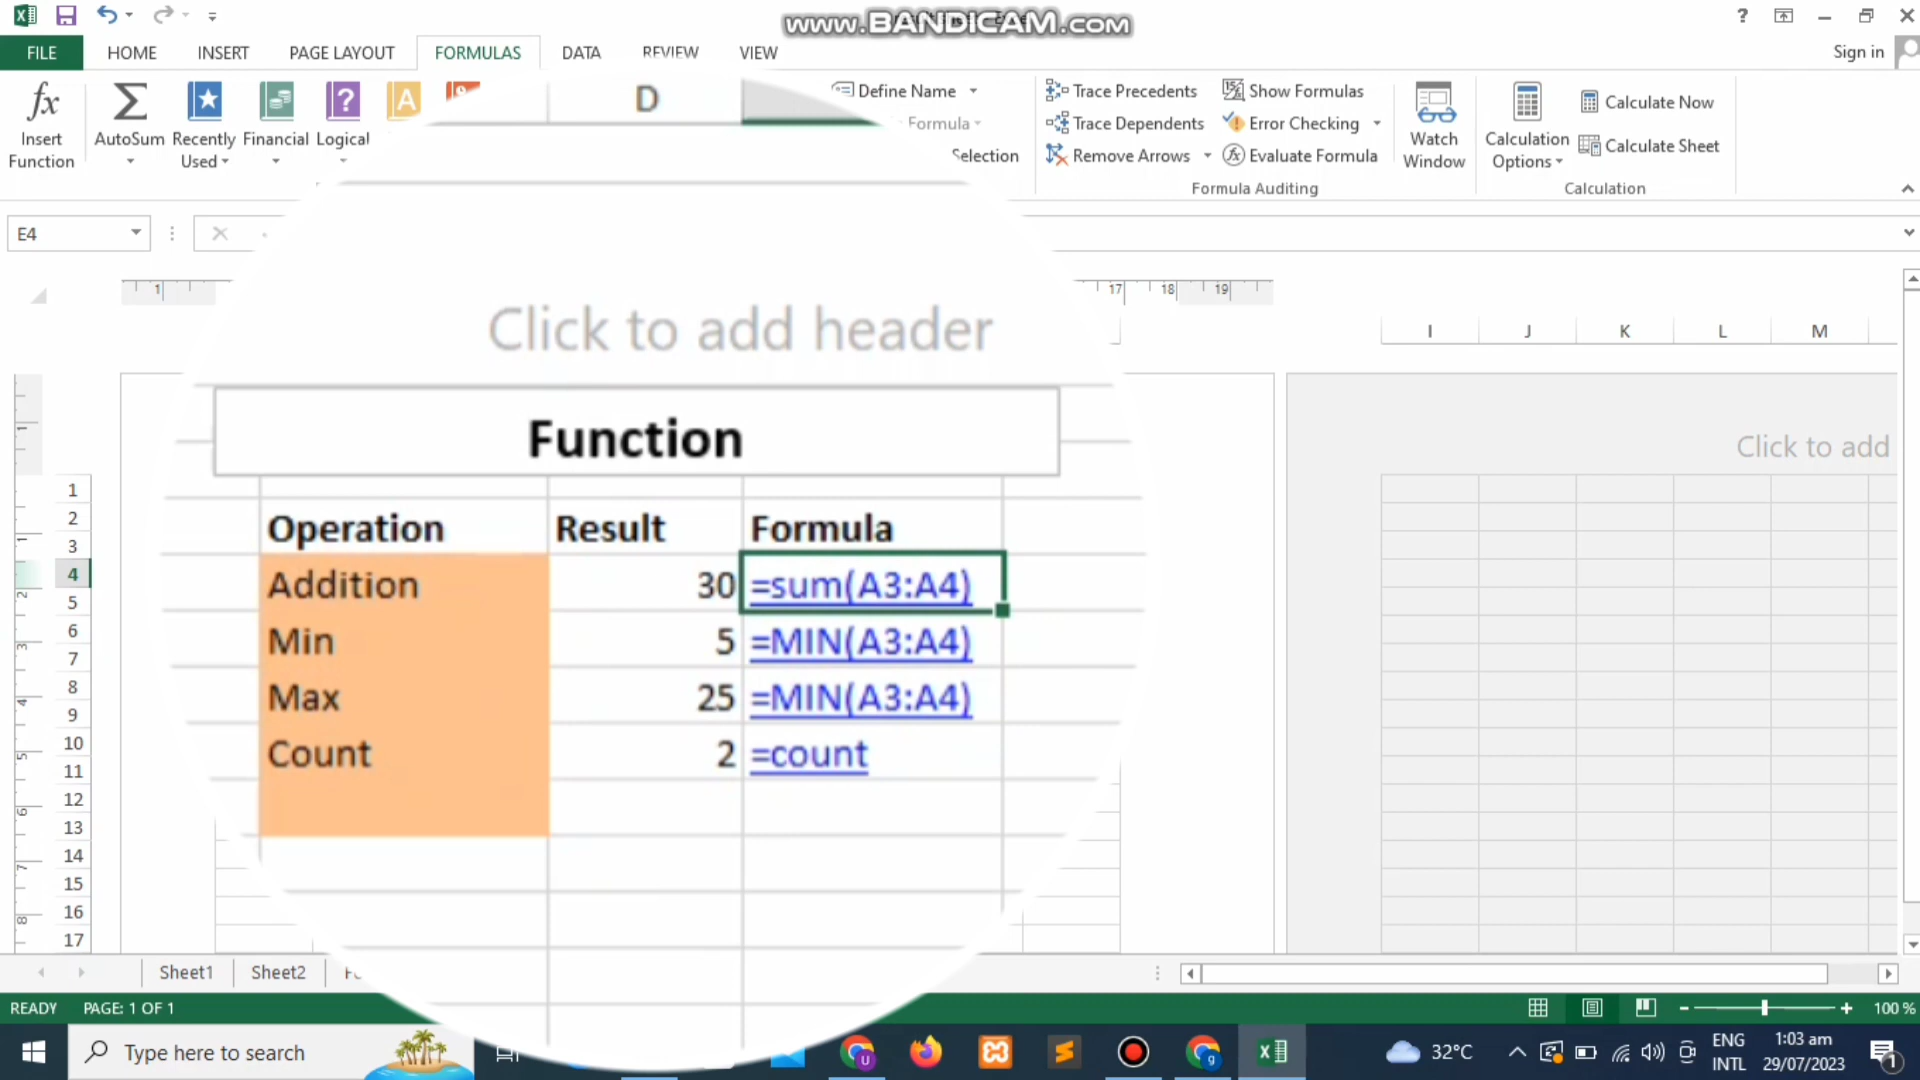 www.BANDICAM.com
FILE HOME INSERT PAGE LAYOUT FORMULAS DATA REVIEW VIEW Sign in
Insert Function
AutoSum
Recently Used
Financial
Logical
Define Name
Formula
Selection
Trace Precedents
Trace Dependents
Remove Arrows
Show Formulas
Error Checking
Evaluate Formula
Formula Auditing
Watch Window
Calculation Options
Calculate Now
Calculate Sheet
Calculation
E4
D
1 17 18 19
I J K L M
Click to add header
Click to add
Function
Operation Result Formula
Addition 30 =sum(A3:A4)
Min 5 =MIN(A3:A4)
Max 25 =MIN(A3:A4)
Count 2 =count
1
2
3
4
5
6
7
8
9
10
11
12
13
14
15
16
17
Sheet1 Sheet2
READY PAGE: 1 OF 1 100 %
Type here to search
32°C
ENG INTL
1:03 am
29/07/2023
1